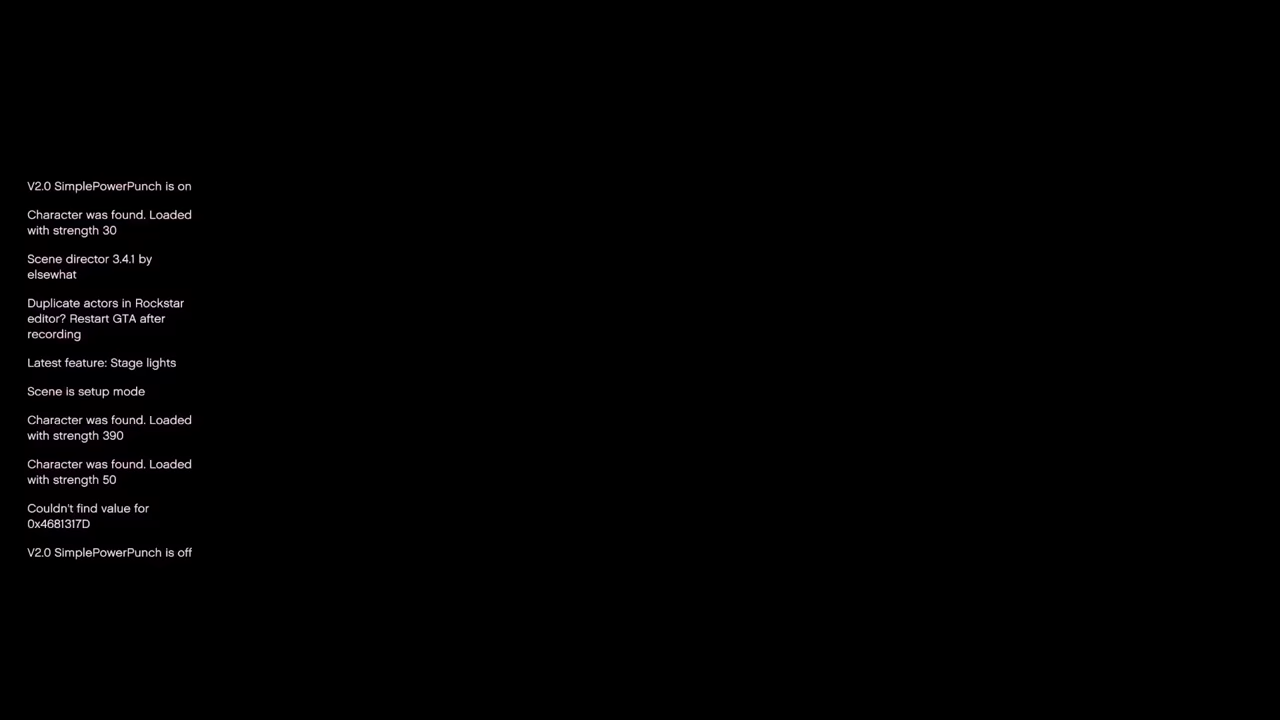 V2.0 SimplePowerPunch is on
Character was found. Loaded
with strength 30
Scene director 3.4.1 by
elsewhat
Duplicate actors in Rockstar
editor? Restart GTA after
recording
Latest feature: Stage lights
Scene is setup mode
Character was found. Loaded
with strength 390
Character was found. Loaded
with strength 50
Couldn't find value for
0x4681317D
V2.0 SimplePowerPunch is off